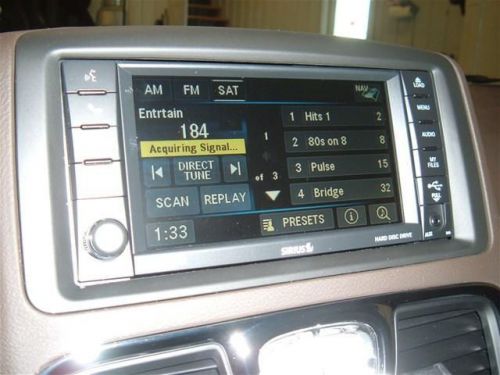 AM FM SAT NAV
Entrtain
184
Acquiring Signal...
DIRECT
TUNE
SCAN REPLAY
1:33
1
of 3
1 Hits 1 2
2 80s on 8 8
3 Pulse 15
4 Bridge 32
PRESETS
SIRIUS
HARD DISC DRIVE
LOAD
MENU
AUDIO
MY
FILES
PULL
AUX